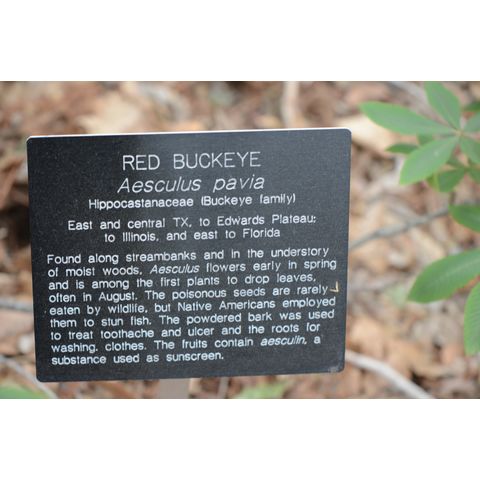 RED BUCKEYE
Aesculus pavia
Hippocastanaceae (Buckeye family)
East and central TX, to Edwards Plateau;
to Illinois, and east to Florida
Found along streambanks and in the understory
of moist woods, Aesculus flowers early in spring
and is among the first plants to drop leaves,
often in August. The poisonous seeds are rarely
eaten by wildlife, but Native Americans employed
them to stun fish. The powdered bark was used
to treat toothache and ulcer and the roots for
washing clothes. The fruits contain aesculin, a
substance used as sunscreen.